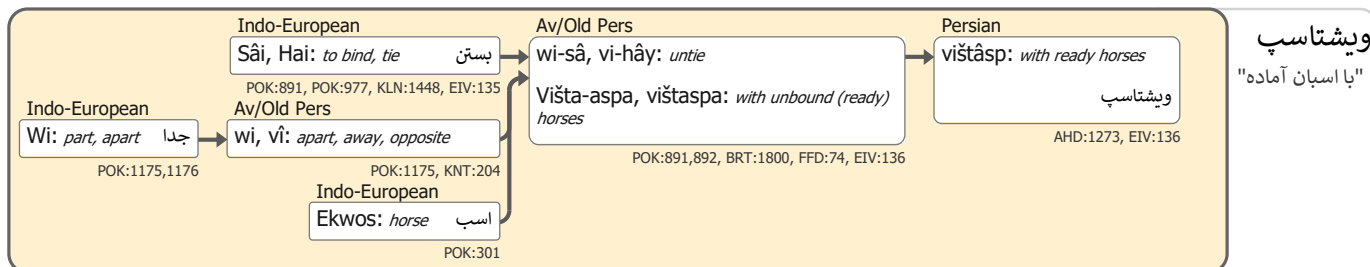 Indo-European
Sâi, Hai: to bind, tie بستن
POK:891, POK:977, KLN:1448, EIV:135
Indo-European
Wi: part, apart جدا
POK:1175,1176
Av/Old Pers
wi, vî: apart, away, opposite
POK:1175, KNT:204
Indo-European
Ekwos: horse اسب
POK:301
Av/Old Pers
wi-sâ, vi-hây: untie
Višta-aspa, vištaspa: with unbound (ready)
horses
POK:891,892, BRT:1800, FFD:74, EIV:136
Persian
vištâsp: with ready horses
ویشتاسپ
AHD:1273, EIV:136
ویشتاسپ
"با اسبان آماده"